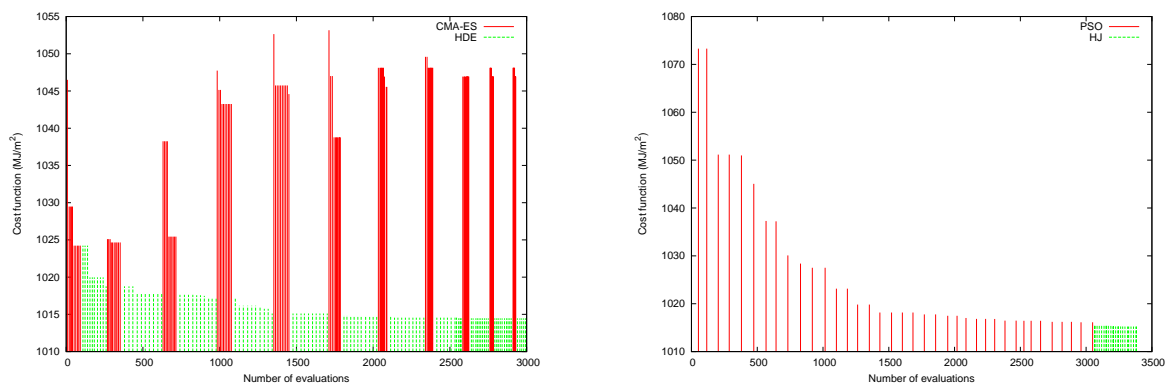 1055
1050
1045
1040
1035
1030
1025
1020
1015
1010
Cost function (MJ/m²)
CMA-ES
HDE
0 500 1000 1500 2000 2500 3000
Number of evaluations
1080
1070
1060
1050
1040
1030
1020
1010
Cost function (MJ/m²)
PSO
HJ
0 500 1000 1500 2000 2500 3000 3500
Number of evaluations